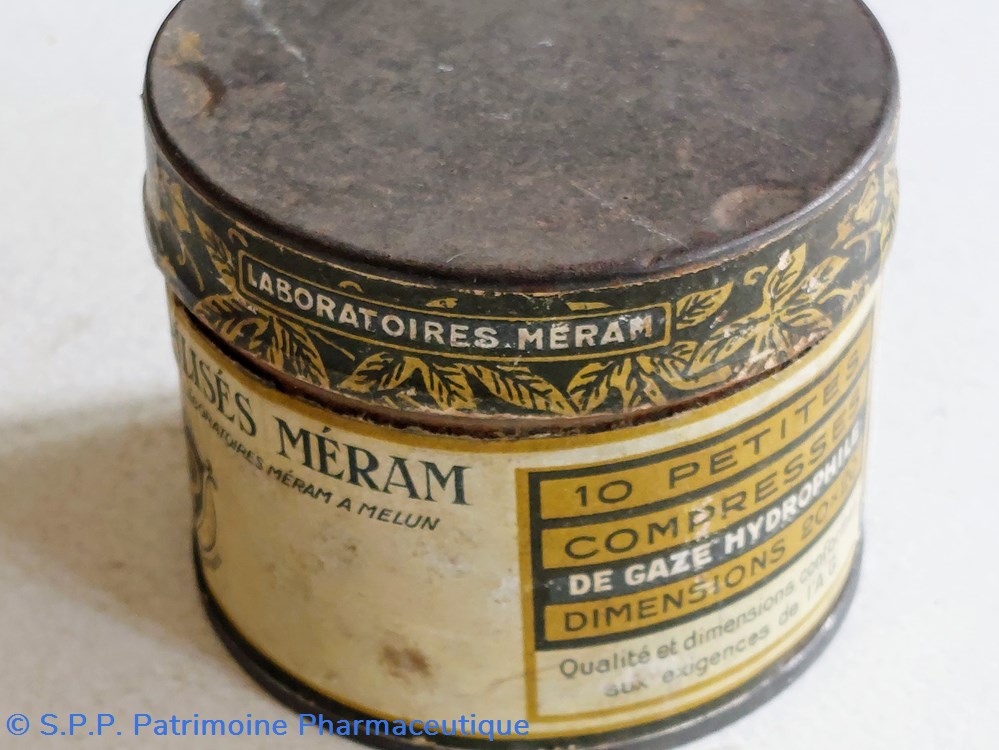 LABORATOIRES MÉRAM
LISÉS MÉRAM
LABORATOIRES MÉRAM A MELUN
10 PETITES
COMPRESSES
DE GAZE HYDROPHILE
DIMENSIONS
Qualité et dimensions
aux exigences de
© S.P.P. Patrimoine Pharmaceutique